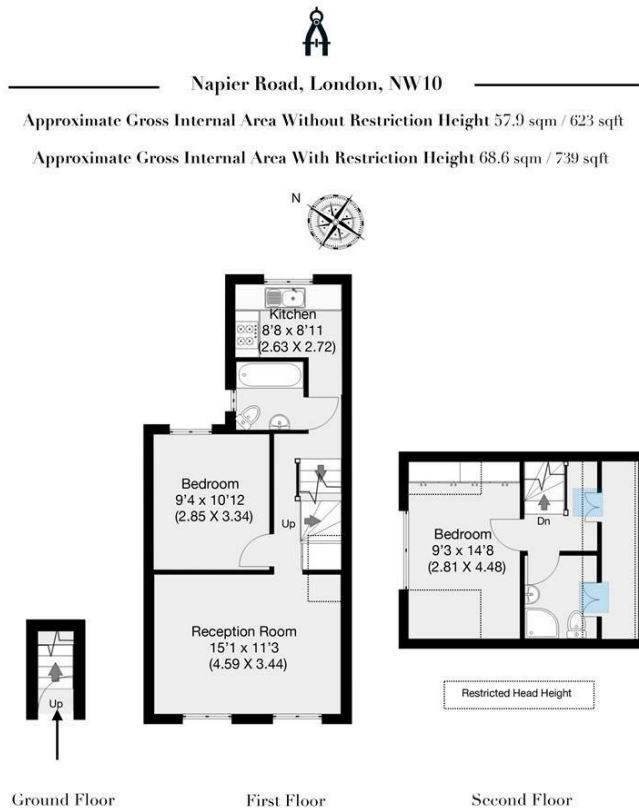 Napier Road, London, NW10
Approximate Gross Internal Area Without Restriction Height 57.9 sqm / 623 sqft
Approximate Gross Internal Area With Restriction Height 68.6 sqm / 739 sqft
N
Kitchen
8'8 x 8'11
(2.63 X 2.72)
Bedroom
9'4 x 10'12
(2.85 X 3.34)
Up
Reception Room
15'1 x 11'3
(4.59 X 3.44)
Up
Bedroom
9'3 x 14'8
(2.81 X 4.48)
Dn
Restricted Head Height
Ground Floor
First Floor
Second Floor